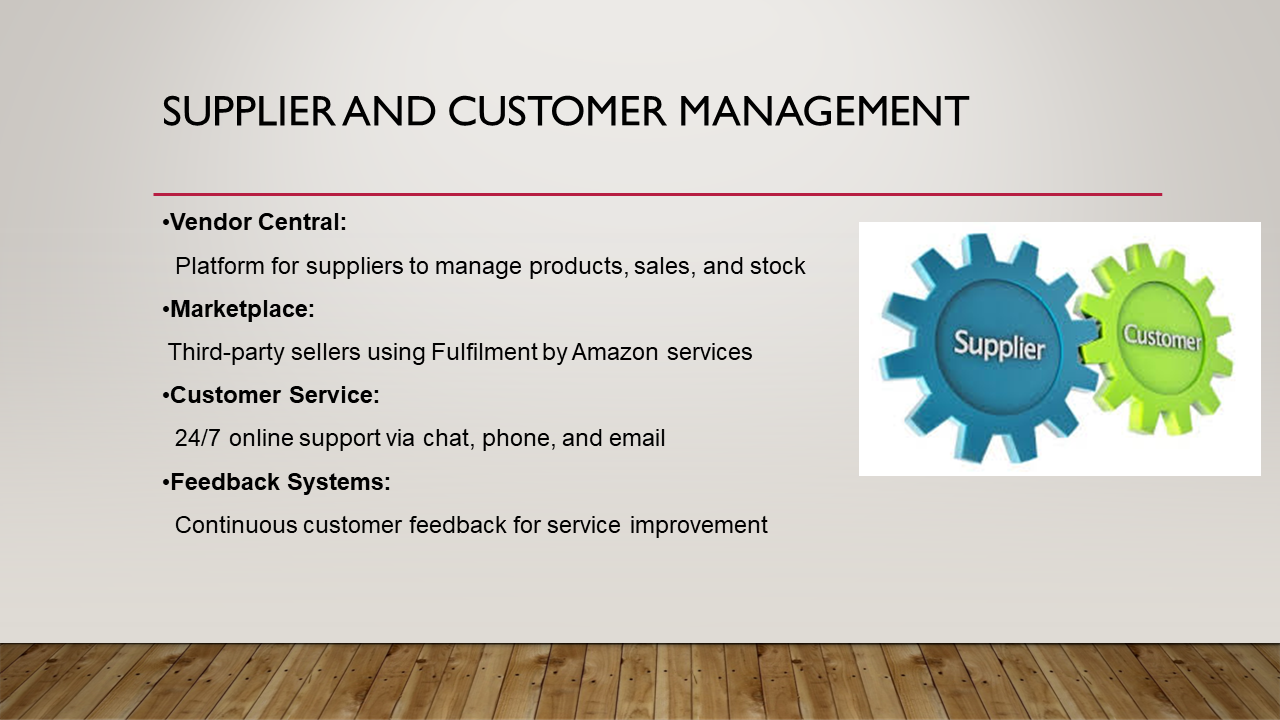 SUPPLIER AND CUSTOMER MANAGEMENT
•Vendor Central:
Platform for suppliers to manage products, sales, and stock
•Marketplace:
Third-party sellers using Fulfilment by Amazon services
•Customer Service:
24/7 online support via chat, phone, and email
•Feedback Systems:
Continuous customer feedback for service improvement
Supplier
Customer